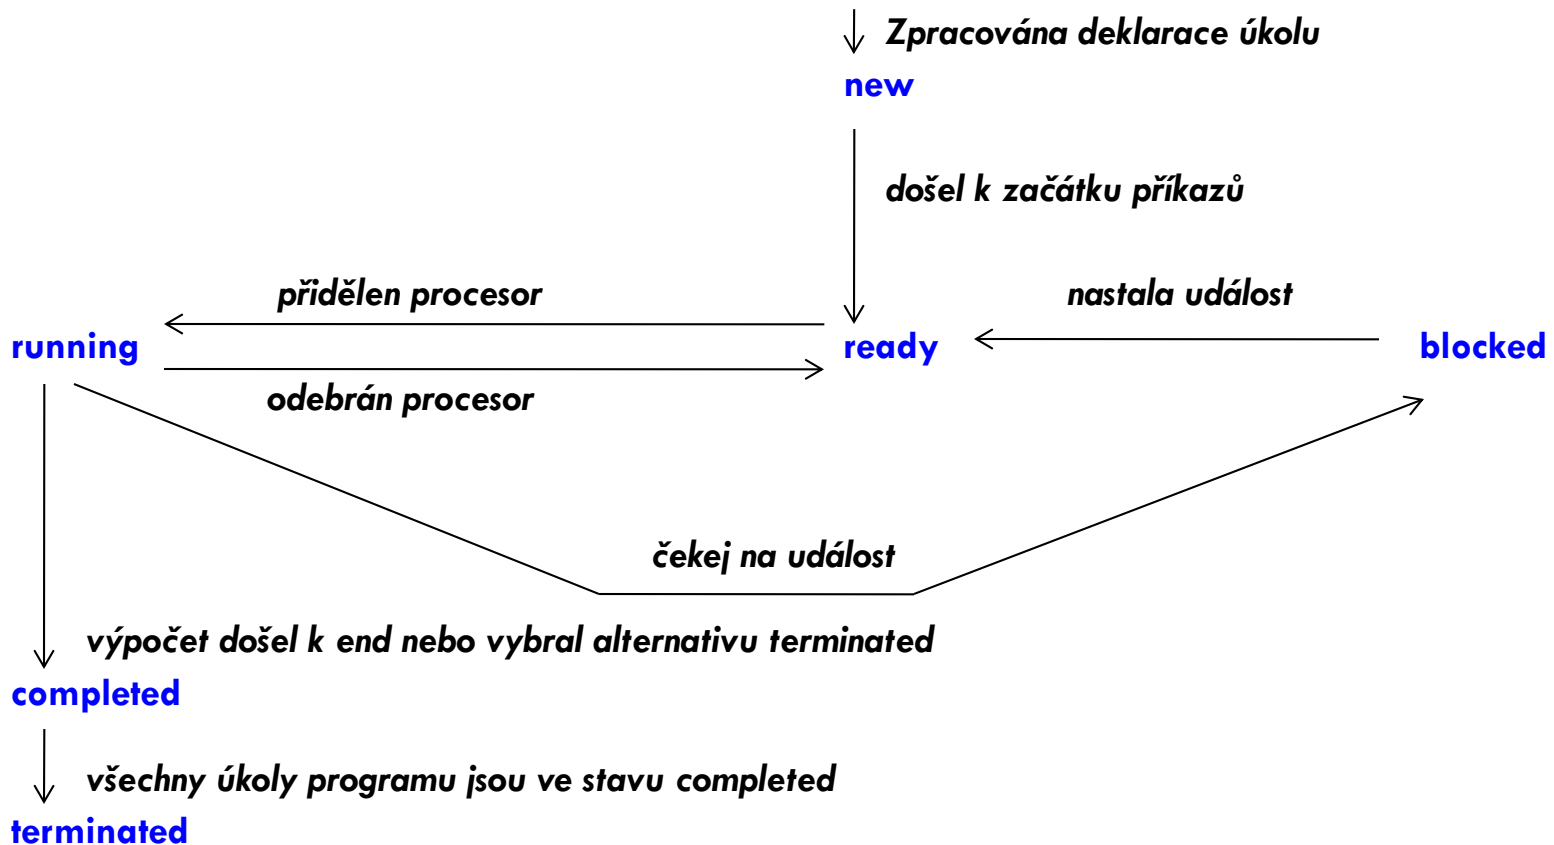 Zpracována deklarace úkolu
new
došel k začátku příkazů
přidělen procesor
nastala událost
running
ready
blocked
odebrán procesor
čekej na událost
výpočet došel k end nebo vybral alternativu terminated
completed
všechny úkoly programu jsou ve stavu completed
terminated